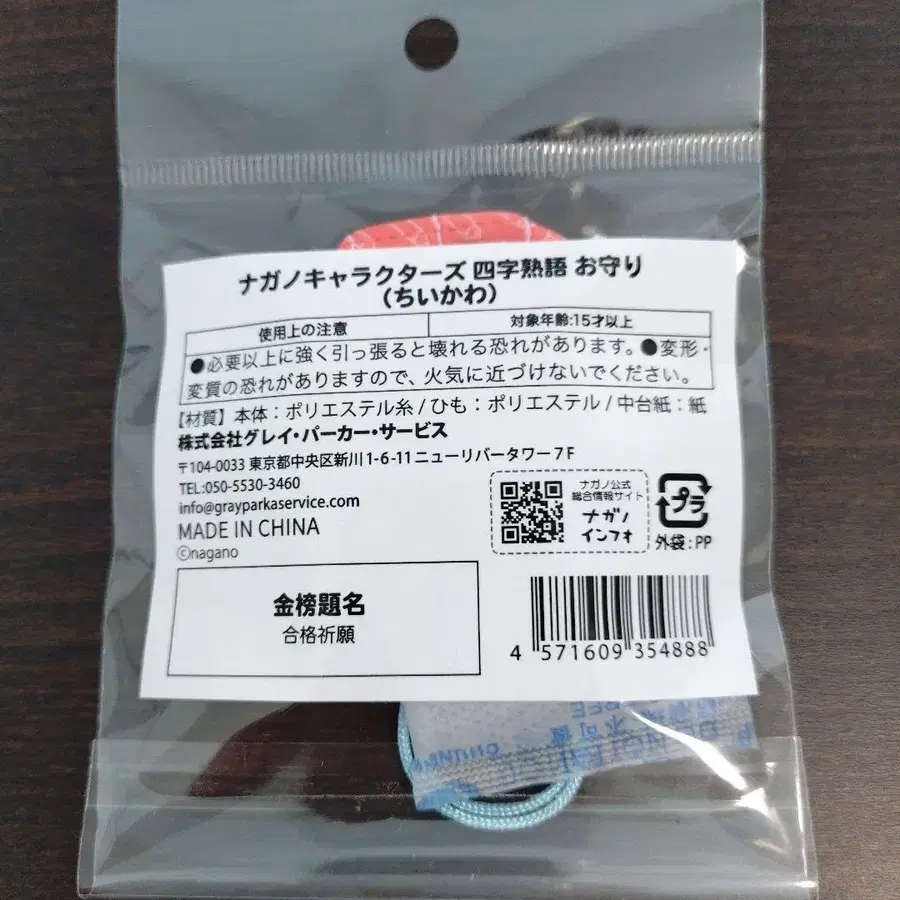 ナガノキャラクターズ 四字熟語 お守り
（ちいかわ）
使用上の注意
対象年齢:15才以上
●必要以上に強く引っ張ると壊れる恐れがあります。●変形・
変質の恐れがありますので、火気に近づけないでください。
【材質】本体：ポリエステル糸/ひも：ポリエステル/中台紙：紙
株式会社グレイ・パーカー・サービス
〒104-0033 東京都中央区新川1-6-11 ニューリバータワー7F
TEL:050-5530-3460
info@grayparkaservice.com
MADE IN CHINA
©nagano
ナガノ公式
総合情報サイト
ナガノ
インフォ
プラ
外袋：PP
金榜題名
合格祈願
4 571609 354888